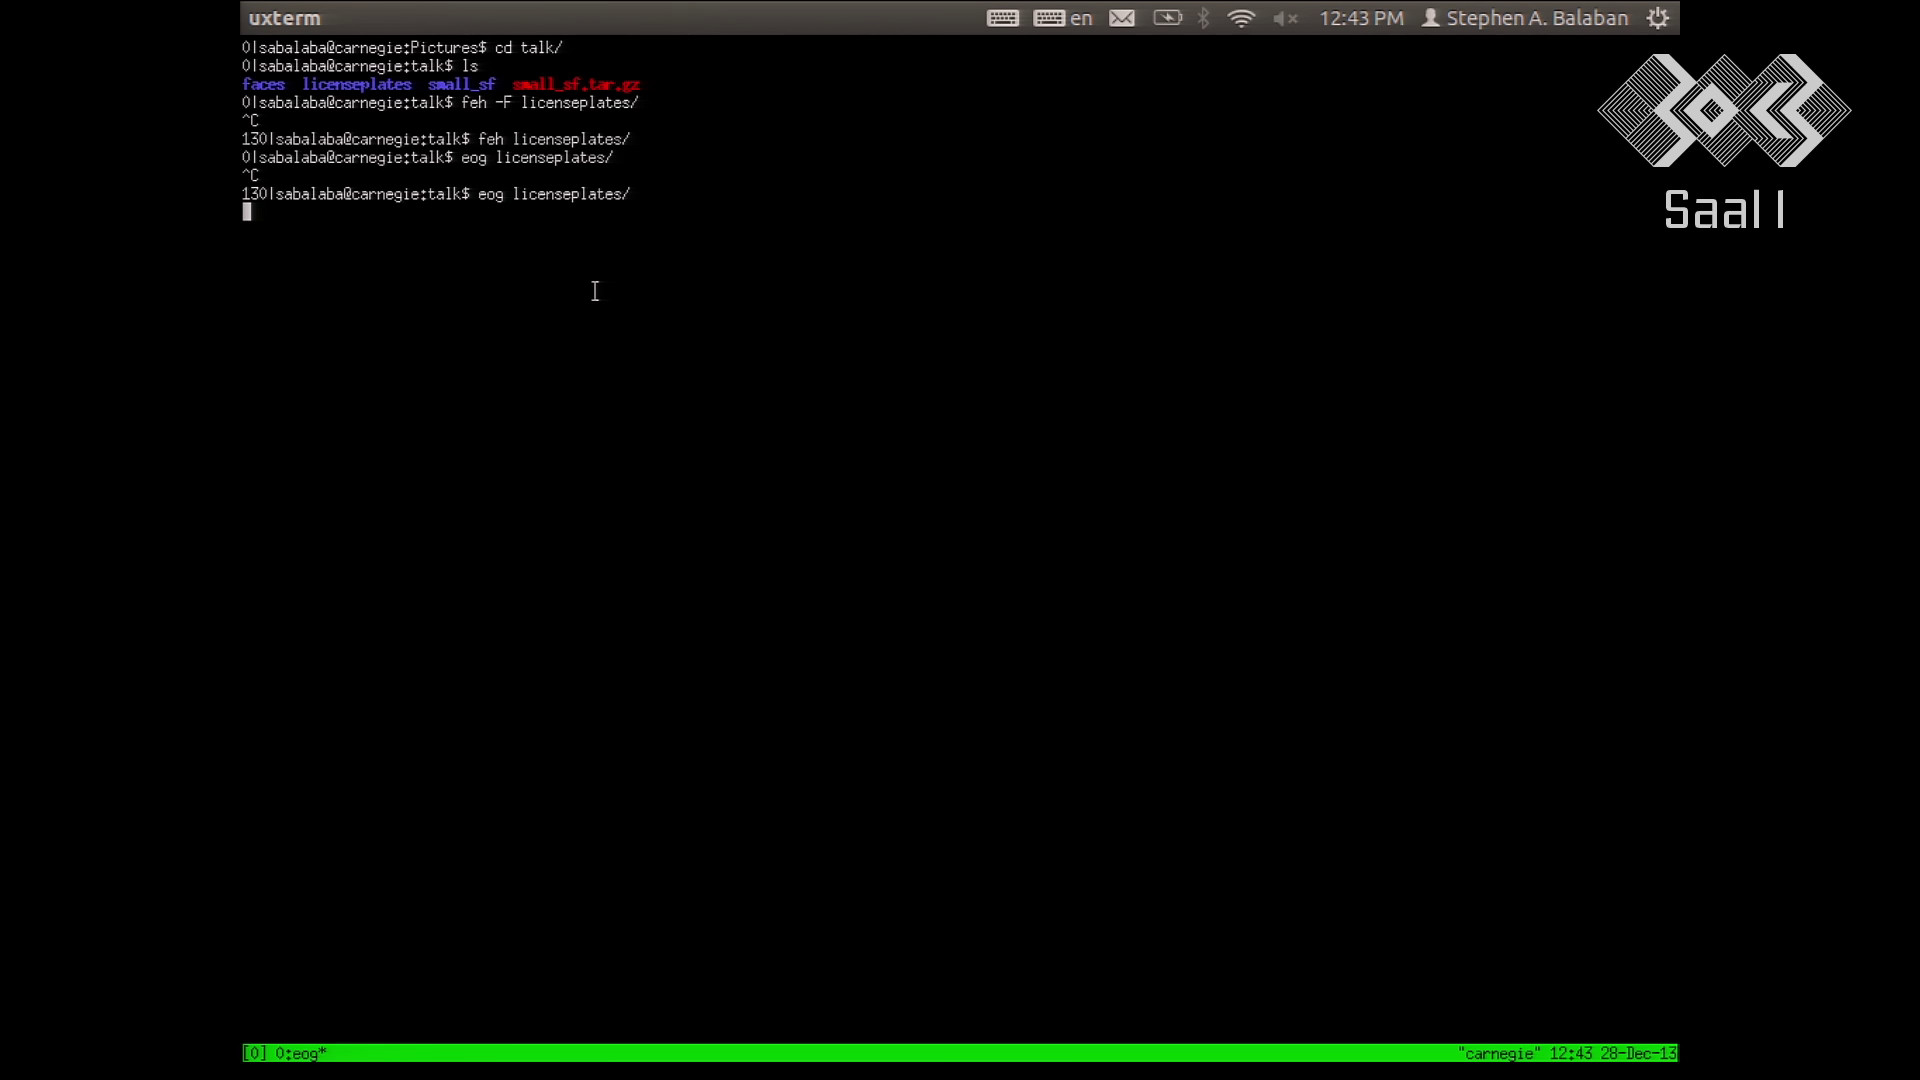 uxterm
en
12:43 PM
Stephen A. Balaban
0|sabalaba@carnegie:Pictures$ cd talk/
0|sabalaba@carnegie:talk$ ls
faces licenseplates small_sf small_sf.tar.gz
0|sabalaba@carnegie:talk$ feh -F licenseplates/
^C
130|sabalaba@carnegie:talk$ feh licenseplates/
0|sabalaba@carnegie:talk$ eog licenseplates/
^C
130|sabalaba@carnegie:talk$ eog licenseplates/
Saal 1
[0] 0:eog*
"carnegie" 12:43 28-Dec-13